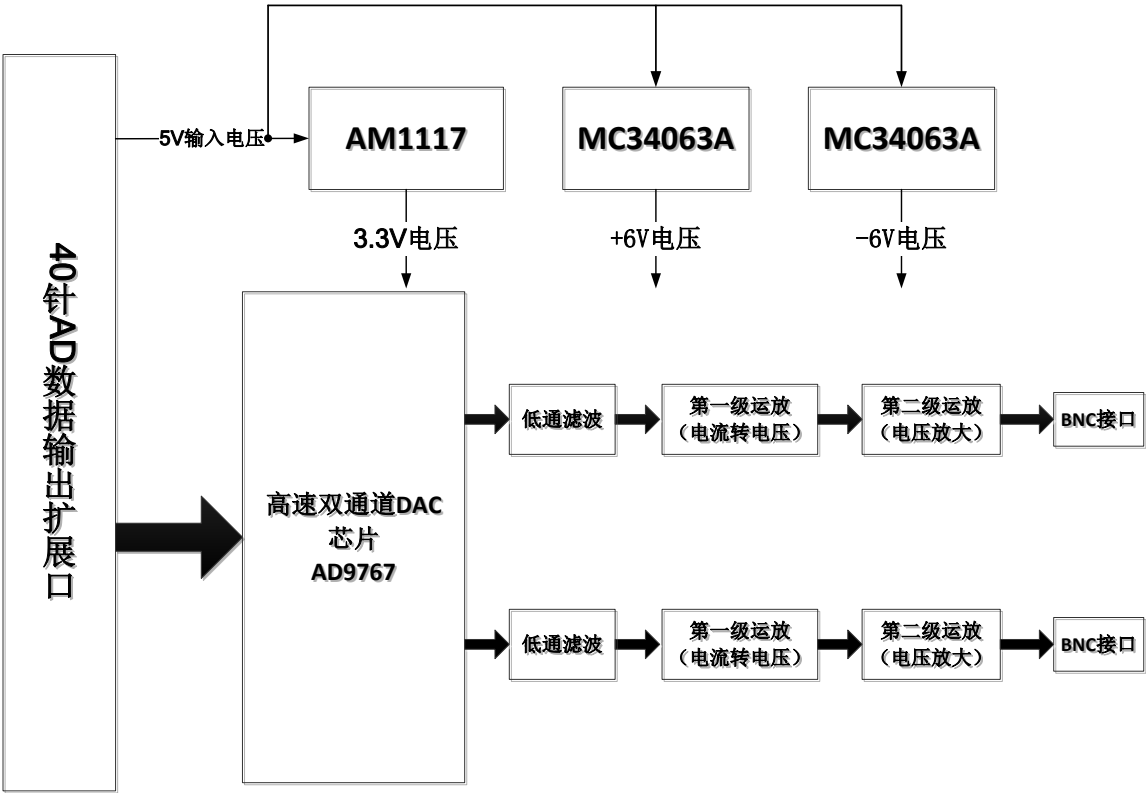 40针AD数据输出扩展口
5V输入电压
AM1117
MC34063A
MC34063A
3.3V电压
+6V电压
-6V电压
高速双通道DAC
芯片
AD9767
低通滤波
第一级运放
（电流转电压）
第二级运放
（电压放大）
BNC接口
低通滤波
第一级运放
（电流转电压）
第二级运放
（电压放大）
BNC接口